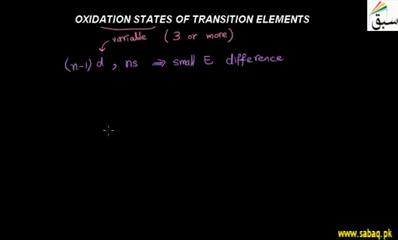 OXIDATION STATES OF TRANSITION ELEMENTS
variable (3 or more)
(n-1) d , ns ⇒ small E difference
سبق
www.sabaq.pk